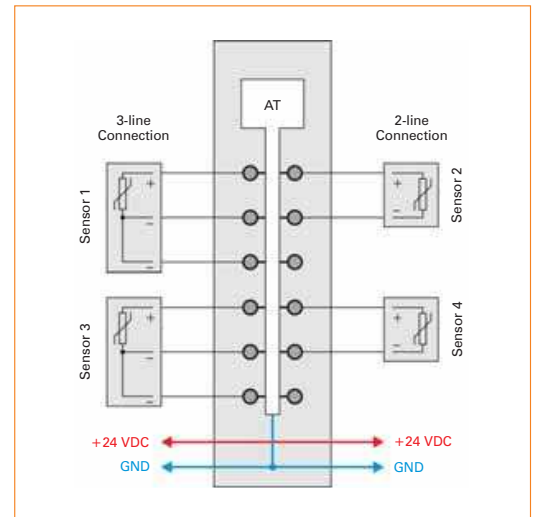 AT
3-line
Connection
2-line
Connection
Sensor 1
+
–
–
Sensor 2
+
–
Sensor 3
+
–
–
Sensor 4
+
–
+24 VDC
+24 VDC
GND
GND